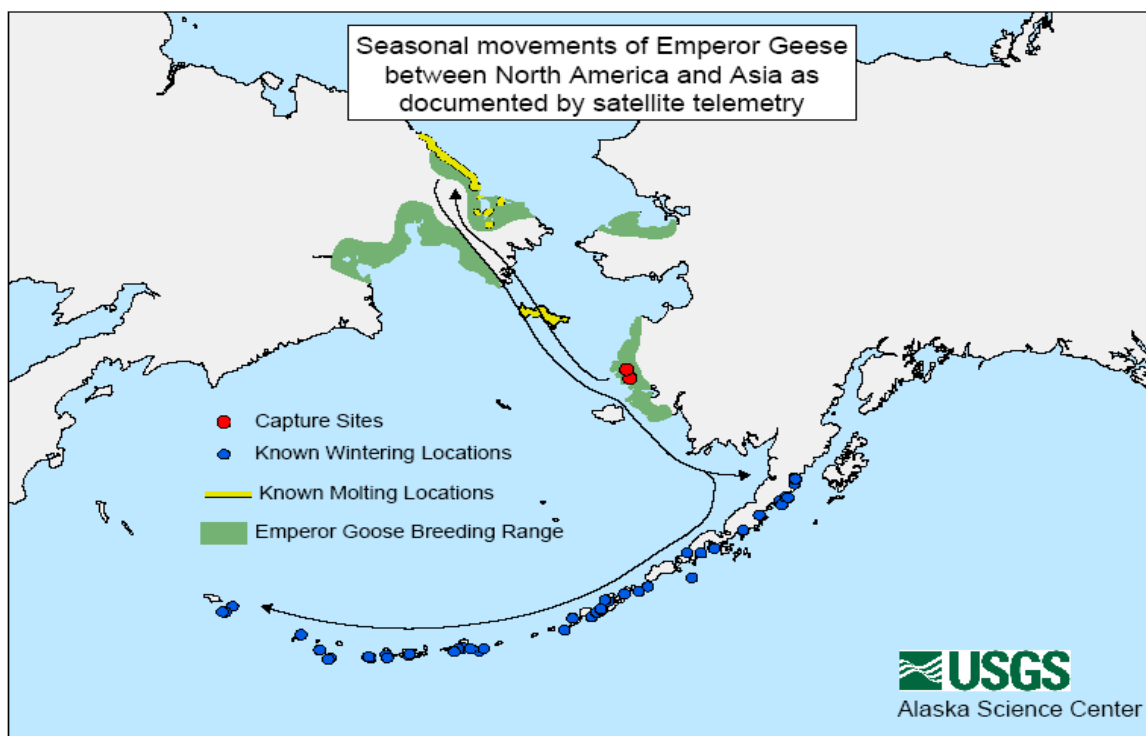 Seasonal movements of Emperor Geese
between North America and Asia as
documented by satellite telemetry
Capture Sites
Known Wintering Locations
Known Molting Locations
Emperor Goose Breeding Range
USGS
Alaska Science Center